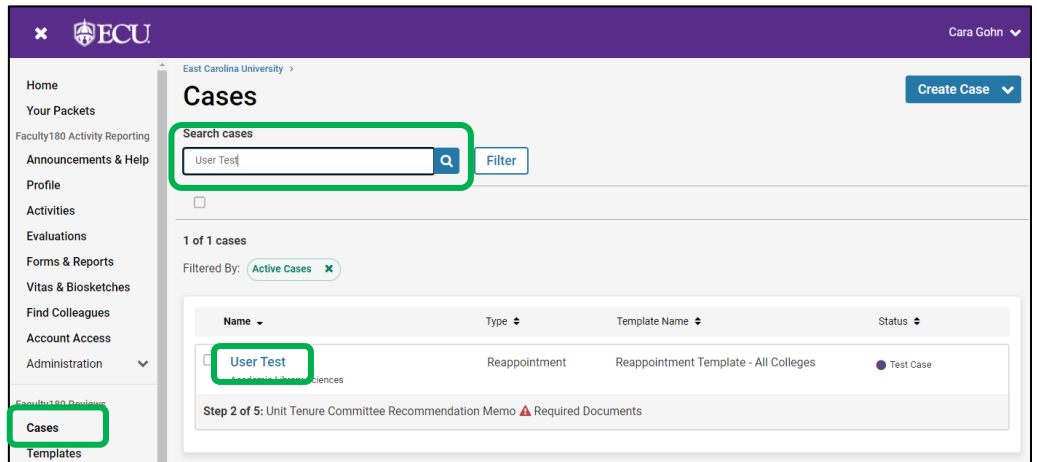 ECU
Cara Gohn
Home
Your Packets
Faculty180 Activity Reporting
Announcements & Help
Profile
Activities
Evaluations
Forms & Reports
Vitas & Biosketches
Find Colleagues
Account Access
Administration
Faculty180 Reviews
Cases
Templates
East Carolina University >
Cases
Create Case
Search cases
User Test
Filter
1 of 1 cases
Filtered By: Active Cases ✖
Name Type Template Name Status
User Test Reappointment Reappointment Template - All Colleges Test Case
Academic Library Sciences
Step 2 of 5: Unit Tenure Committee Recommendation Memo Required Documents